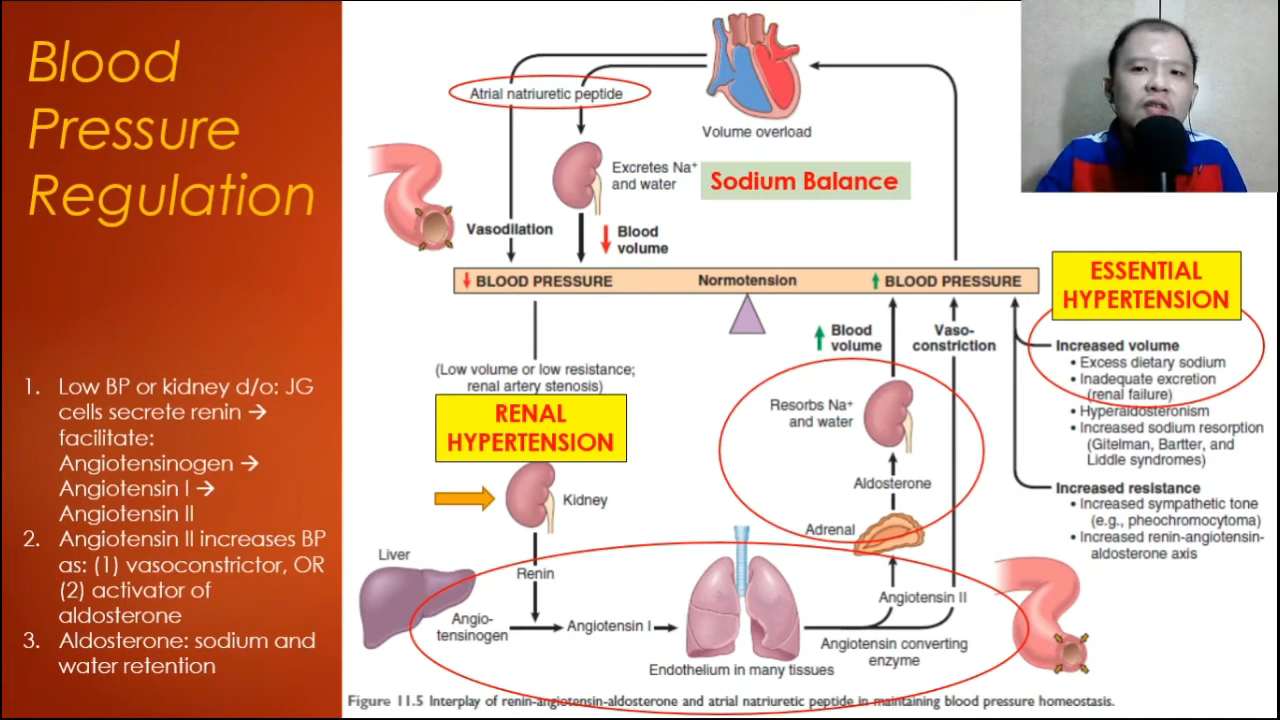 Blood
Pressure
Regulation
1. Low BP or kidney d/o: JG
cells secrete renin →
facilitate:
Angiotensinogen →
Angiotensin I →
Angiotensin II
2. Angiotensin II increases BP
as: (1) vasoconstrictor, OR
(2) activator of
aldosterone
3. Aldosterone: sodium and
water retention
Atrial natriuretic peptide
Volume overload
Excretes Na⁺
and water
Sodium Balance
Vasodilation
Blood
volume
BLOOD PRESSURE
Normotension
BLOOD PRESSURE
ESSENTIAL
HYPERTENSION
(Low volume or low resistance;
renal artery stenosis)
RENAL
HYPERTENSION
Kidney
Blood
volume
Vaso-
constriction
Resorbs Na⁺
and water
Aldosterone
Adrenal
Increased volume
• Excess dietary sodium
• Inadequate excretion
(renal failure)
• Hyperaldosteronism
• Increased sodium resorption
(Gitelman, Bartter, and
Liddle syndromes)
Increased resistance
• Increased sympathetic tone
(e.g., pheochromocytoma)
• Increased renin-angiotensin-
aldosterone axis
Liver
Renin
Angio-
tensinogen
Angiotensin I
Endothelium in many tissues
Angiotensin II
Angiotensin converting
enzyme
Figure 11.5 Interplay of renin-angiotensin-aldosterone and atrial natriuretic peptide in maintaining blood pressure homeostasis.